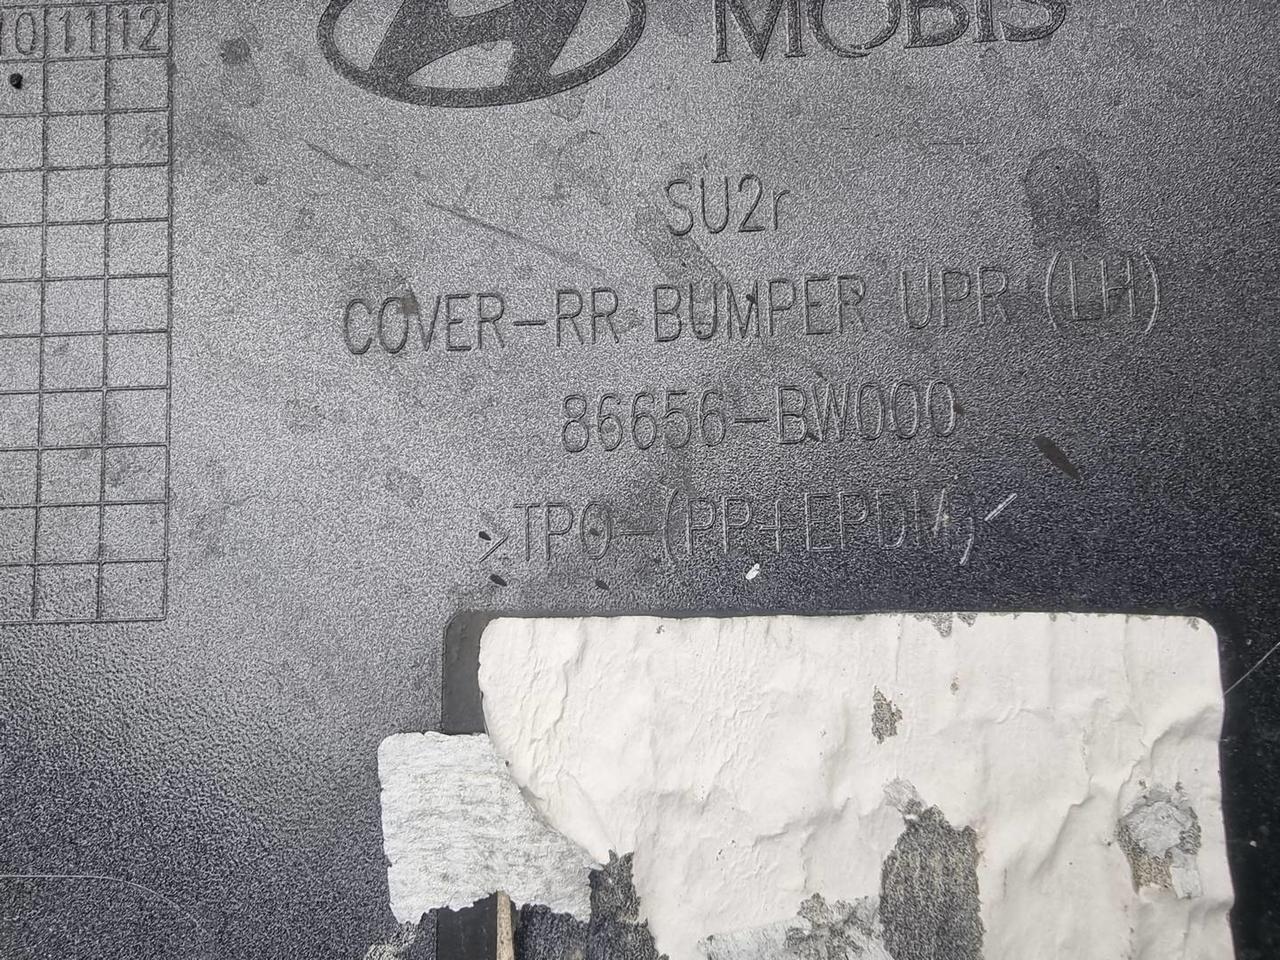 10 11 12
MOBIS
SU2r
COVER-RR BUMPER UPR (LH)
86656-BW000
>TPO-(PP+EPDM)<